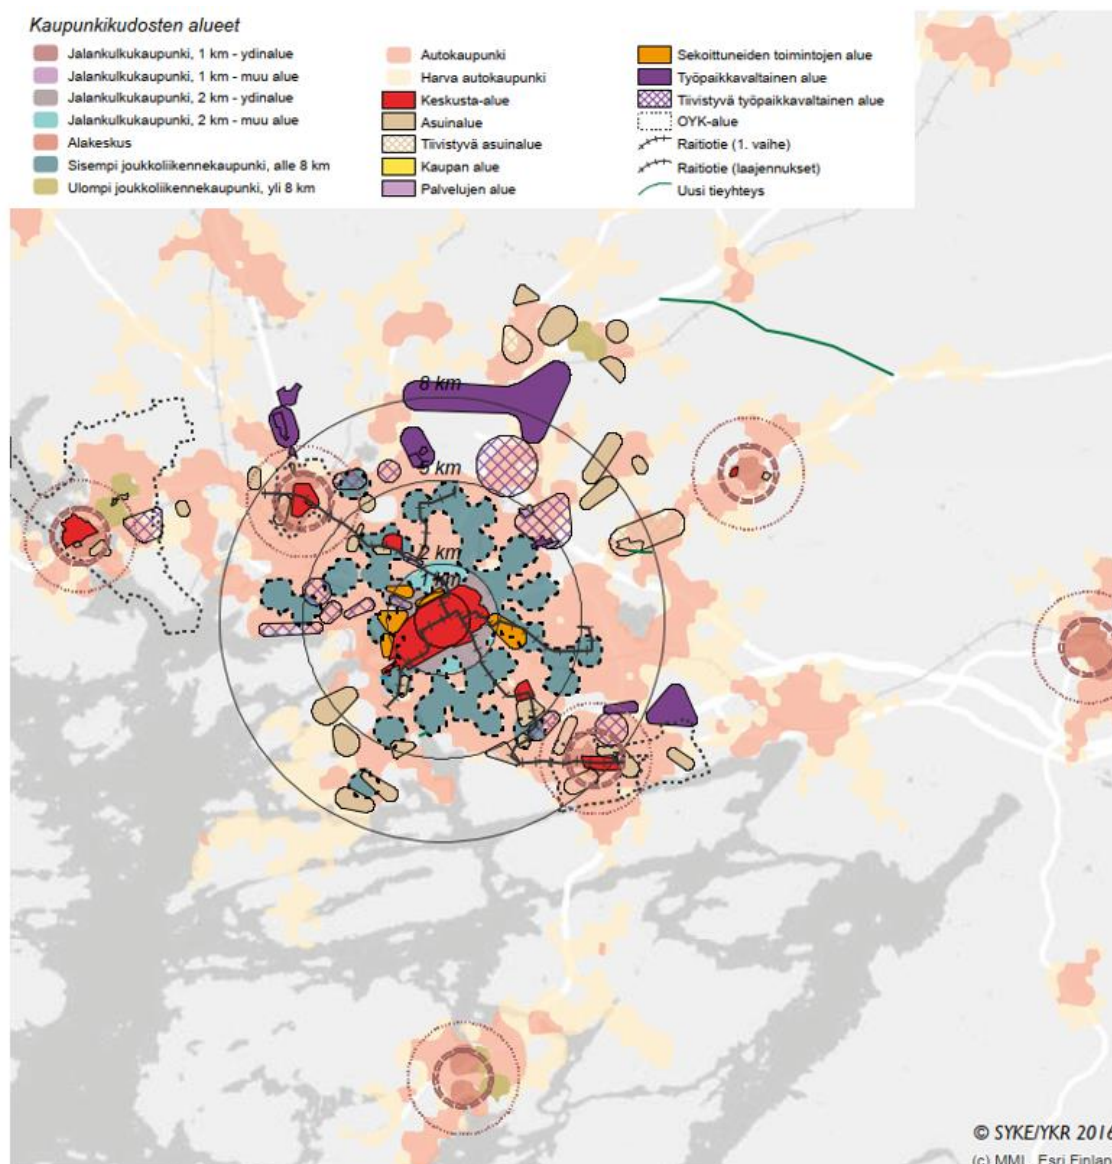 Kaupunkikudosten alueet
Jalankulkukaupunki, 1 km - ydinalue
Jalankulkukaupunki, 1 km - muu alue
Jalankulkukaupunki, 2 km - ydinalue
Jalankulkukaupunki, 2 km - muu alue
Alakeskus
Sisempi joukkoliikennekaupunki, alle 8 km
Ulompi joukkoliikennekaupunki, yli 8 km
Autokaupunki
Harva autokaupunki
Keskusta-alue
Asuinalue
Tiivistyvä asuinalue
Kaupan alue
Palvelujen alue
Sekoittuneiden toimintojen alue
Työpaikkavaltainen alue
Tiivistyvä työpaikkavaltainen alue
OYK-alue
Raitiotie (1. vaihe)
Raitiotie (laajennukset)
Uusi tieyhteys
8 km
5 km
2 km
1 km
© SYKE/YKR 2016
(c) MML, Esri Finland